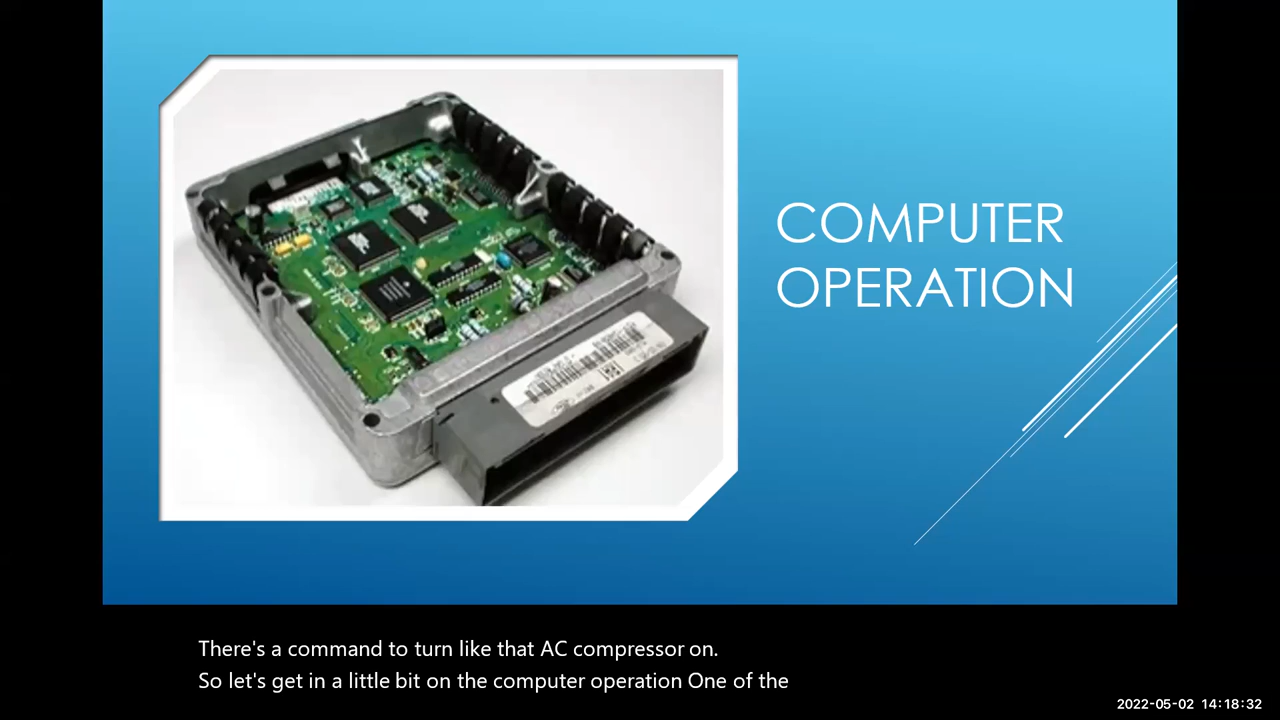 COMPUTER
OPERATION
There's a command to turn like that AC compressor on.
So let's get in a little bit on the computer operation One of the
2022-05-02 14:18:32